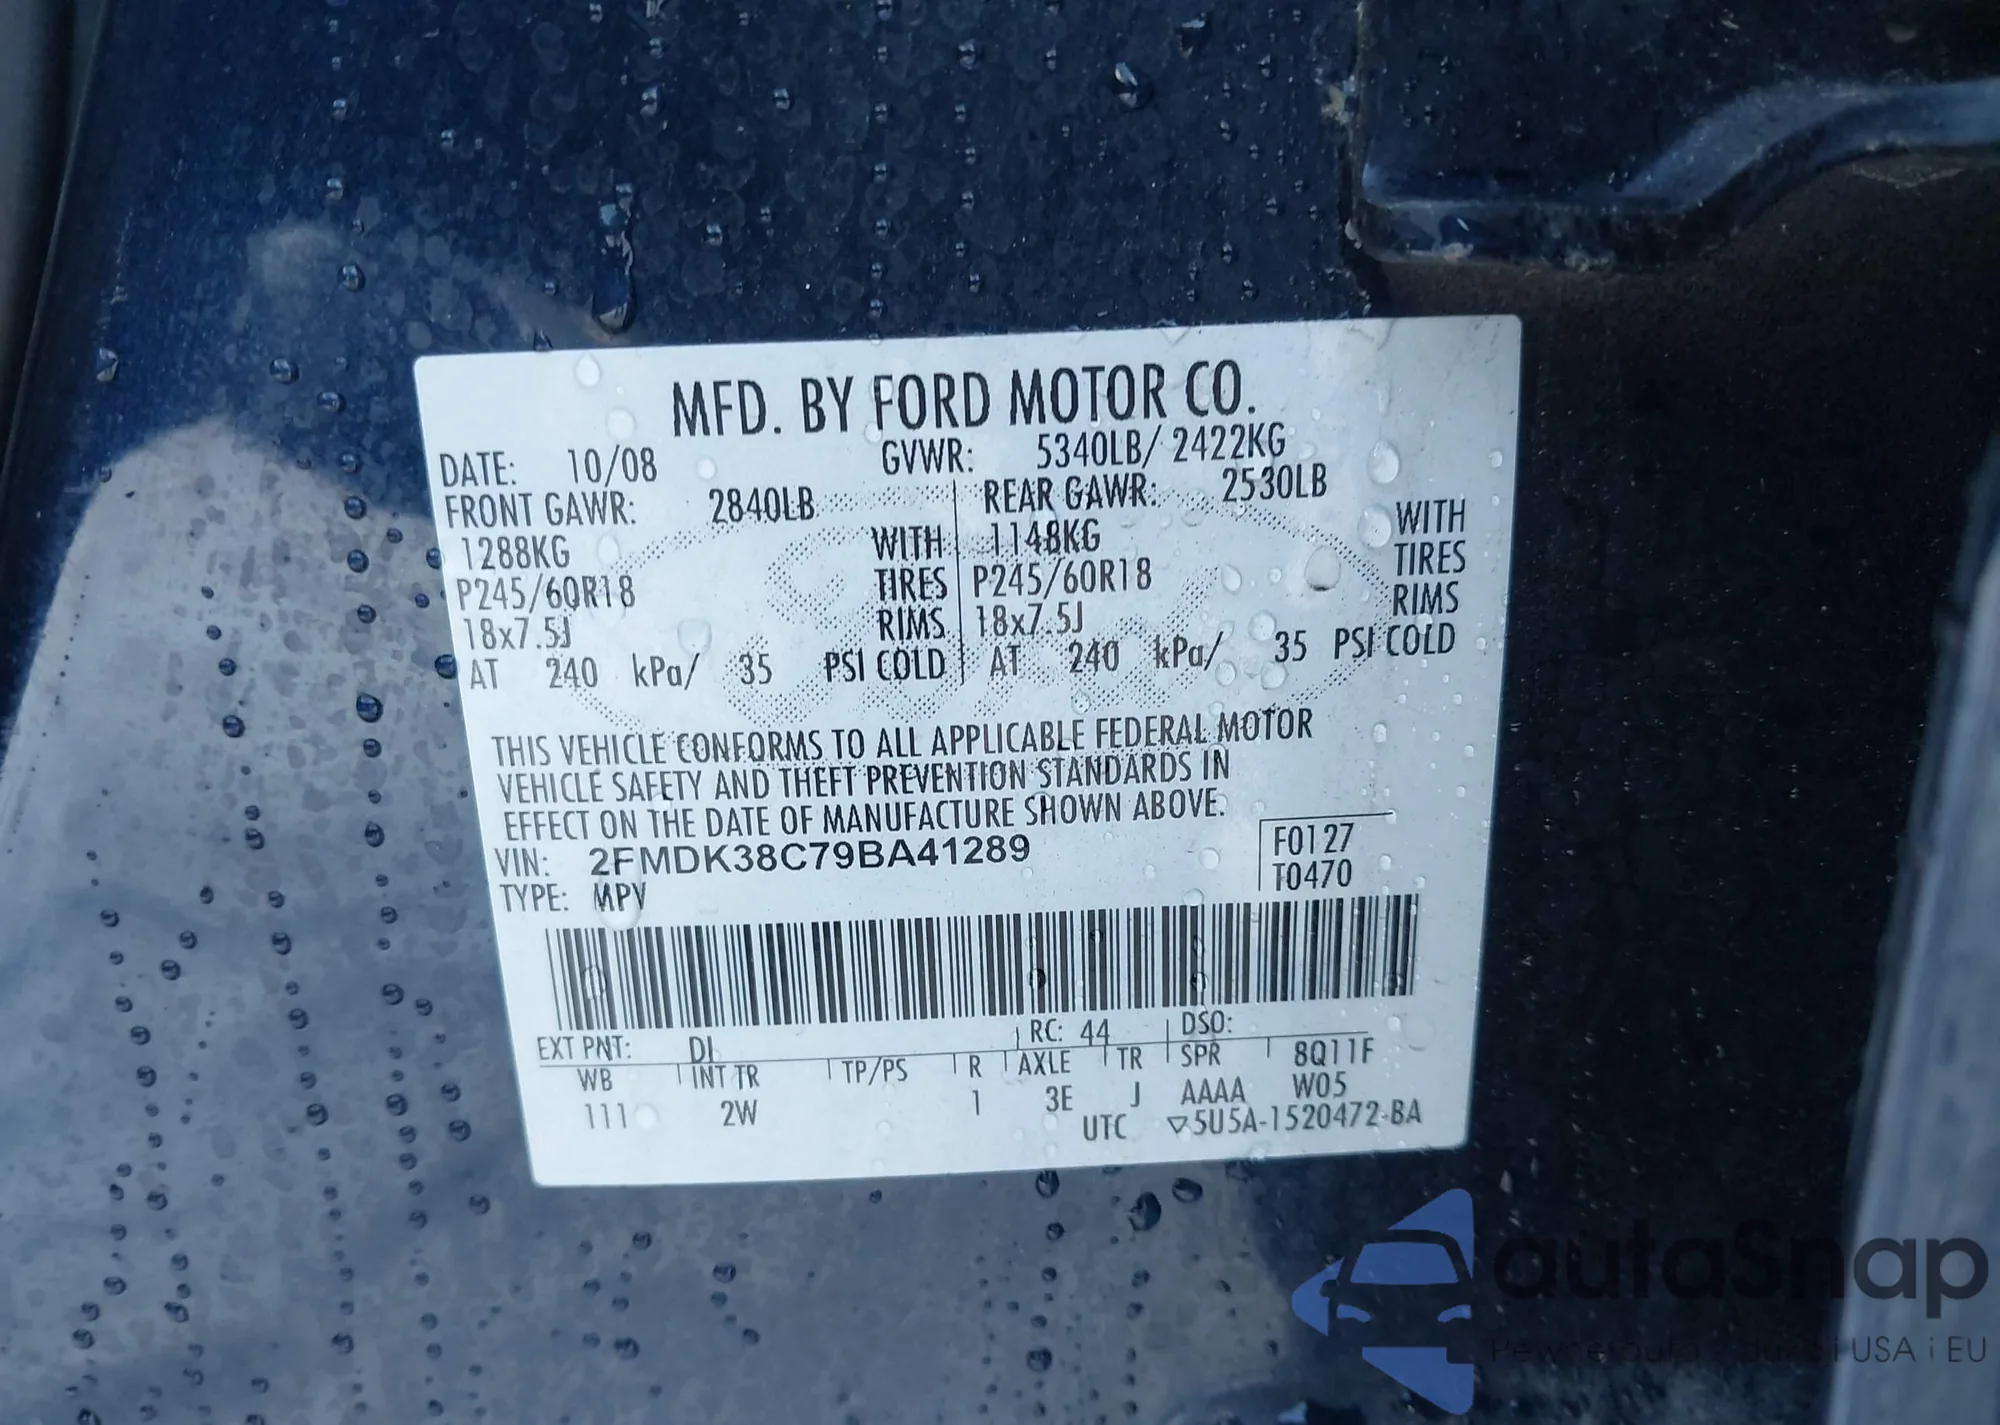 MFD. BY FORD MOTOR CO.
DATE: 10/08 GVWR: 5340LB/ 2422KG
FRONT GAWR: 2840LB REAR GAWR: 2530LB
1288KG WITH 1148KG WITH
P245/60R18 TIRES P245/60R18 TIRES
18x7.5J RIMS 18x7.5J RIMS
AT 240 kPa/ 35 PSI COLD AT 240 kPa/ 35 PSI COLD
THIS VEHICLE CONFORMS TO ALL APPLICABLE FEDERAL MOTOR
VEHICLE SAFETY AND THEFT PREVENTION STANDARDS IN
EFFECT ON THE DATE OF MANUFACTURE SHOWN ABOVE.
VIN: 2FMDK38C79BA41289 F0127
TYPE: MPV T0470
EXT PNT: DI RC: 44 DSO:
WB INT TR TP/PS R AXLE TR SPR 8Q11F
111 2W 1 3E J AAAA W05
UTC ▽5U5A-1520472-BA
autaSnap
i USA i EU